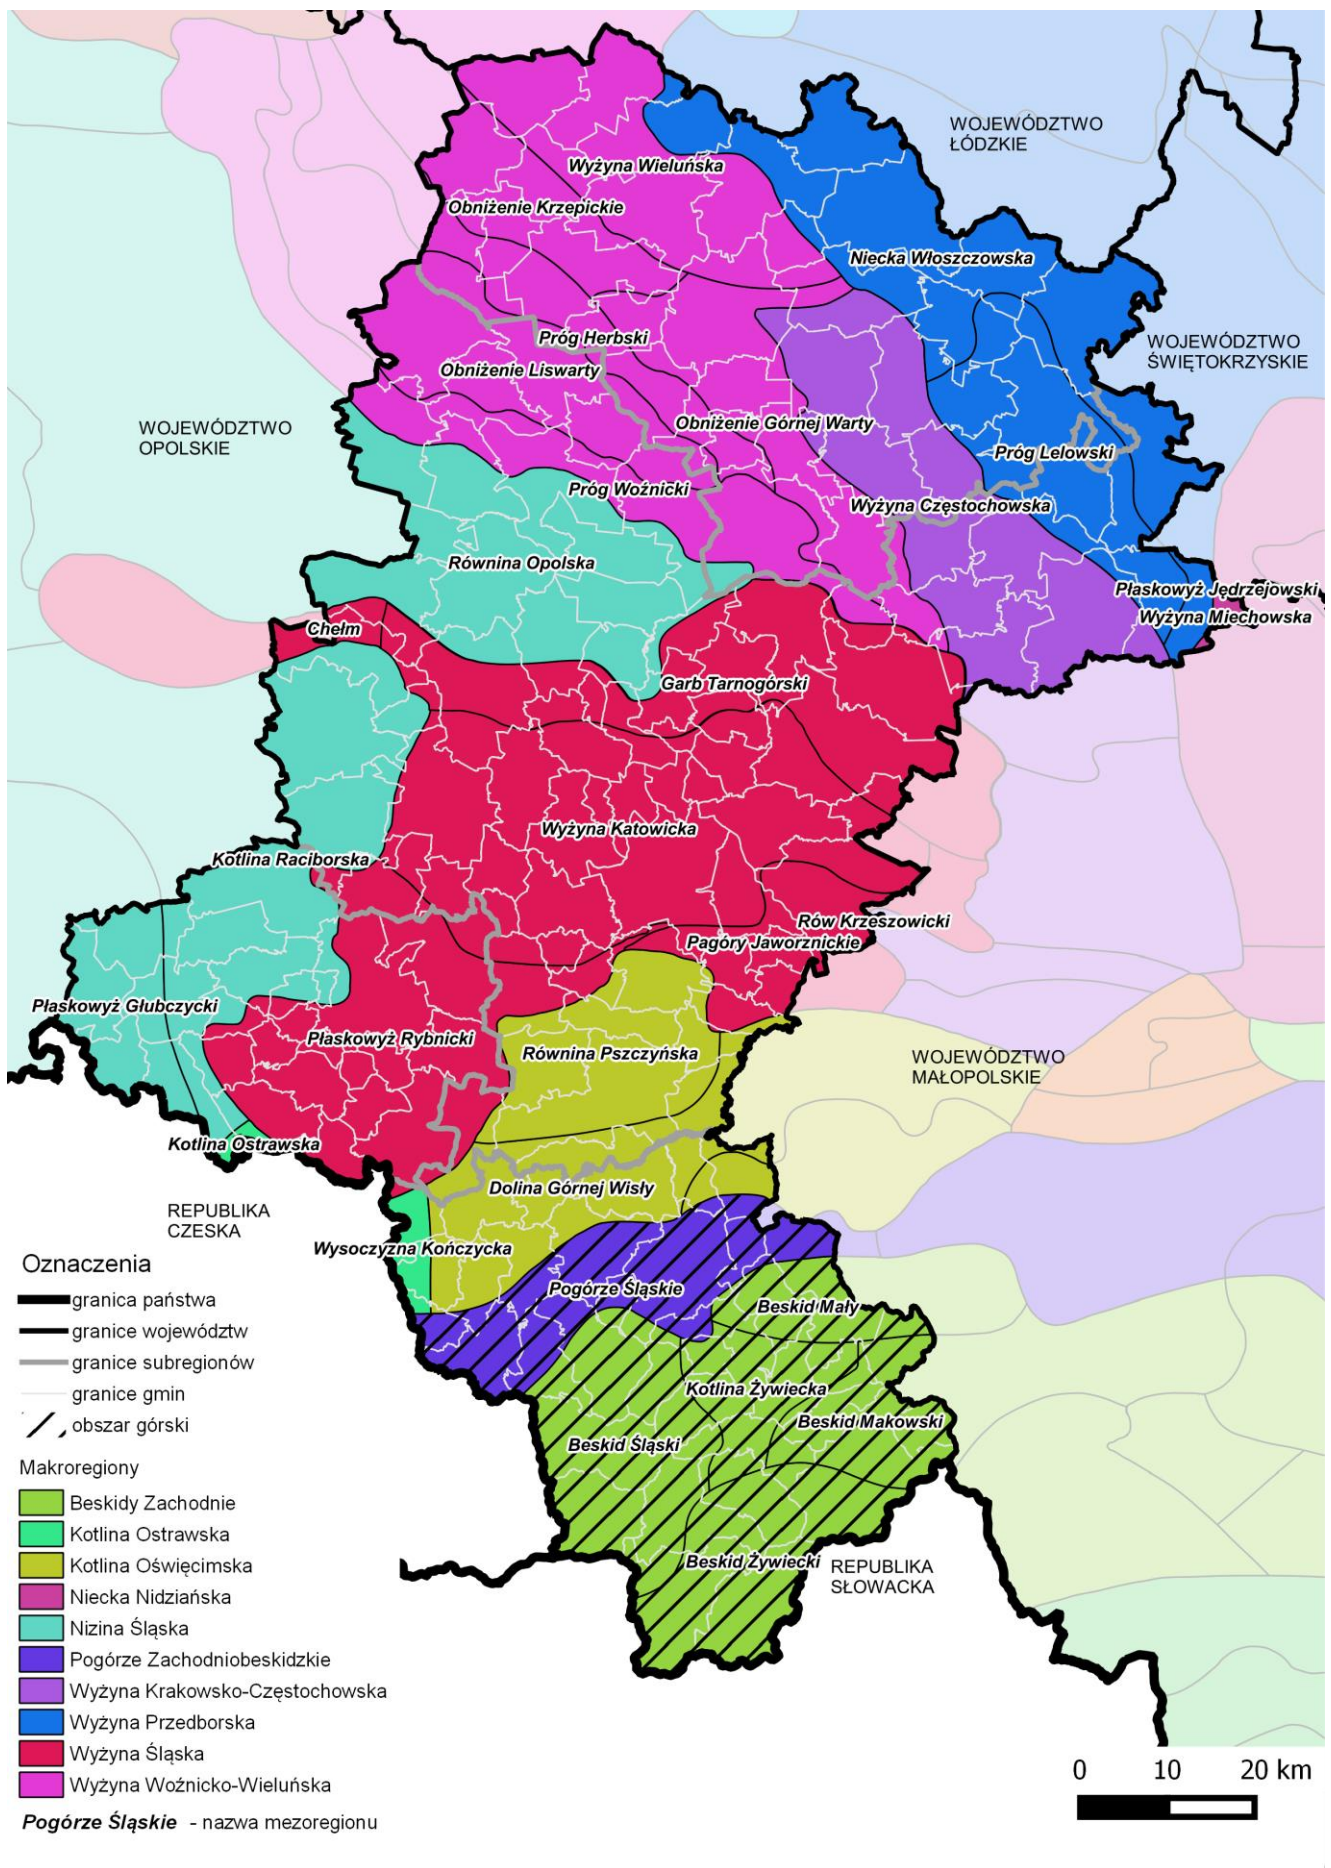 WOJEWÓDZTWO
ŁÓDZKIE
Wyżyna Wieluńska
Obniżenie Krzepickie
Niecka Włoszczowska
Próg Herbski
WOJEWÓDZTWO
ŚWIĘTOKRZYSKIE
Obniżenie Liswarty
WOJEWÓDZTWO
OPOLSKIE
Obniżenie Górnej Warty
Próg Lelowski
Próg Woźnicki
Wyżyna Częstochowska
Równina Opolska
Płaskowyż Jędrzejowski
Wyżyna Miechowska
Chełm
Garb Tarnogórski
Wyżyna Katowicka
Kotlina Raciborska
Rów Krzeszowicki
Pagóry Jaworznickie
Płaskowyż Głubczycki
Płaskowyż Rybnicki
Równina Pszczyńska
WOJEWÓDZTWO
MAŁOPOLSKIE
Kotlina Ostrawska
Dolina Górnej Wisły
REPUBLIKA
CZESKA
Wysoczyzna Kończycka
Pogórze Śląskie
Beskid Mały
Kotlina Żywiecka
Beskid Makowski
Beskid Śląski
Beskid Żywiecki
REPUBLIKA
SŁOWACKA
Oznaczenia
granica państwa
granice województw
granice subregionów
granice gmin
obszar górski
Makroregiony
Beskidy Zachodnie
Kotlina Ostrawska
Kotlina Oświęcimska
Niecka Nidziańska
Nizina Śląska
Pogórze Zachodniobeskidzkie
Wyżyna Krakowsko-Częstochowska
Wyżyna Przedborska
Wyżyna Śląska
Wyżyna Woźnicko-Wieluńska
Pogórze Śląskie - nazwa mezoregionu
0 10 20 km